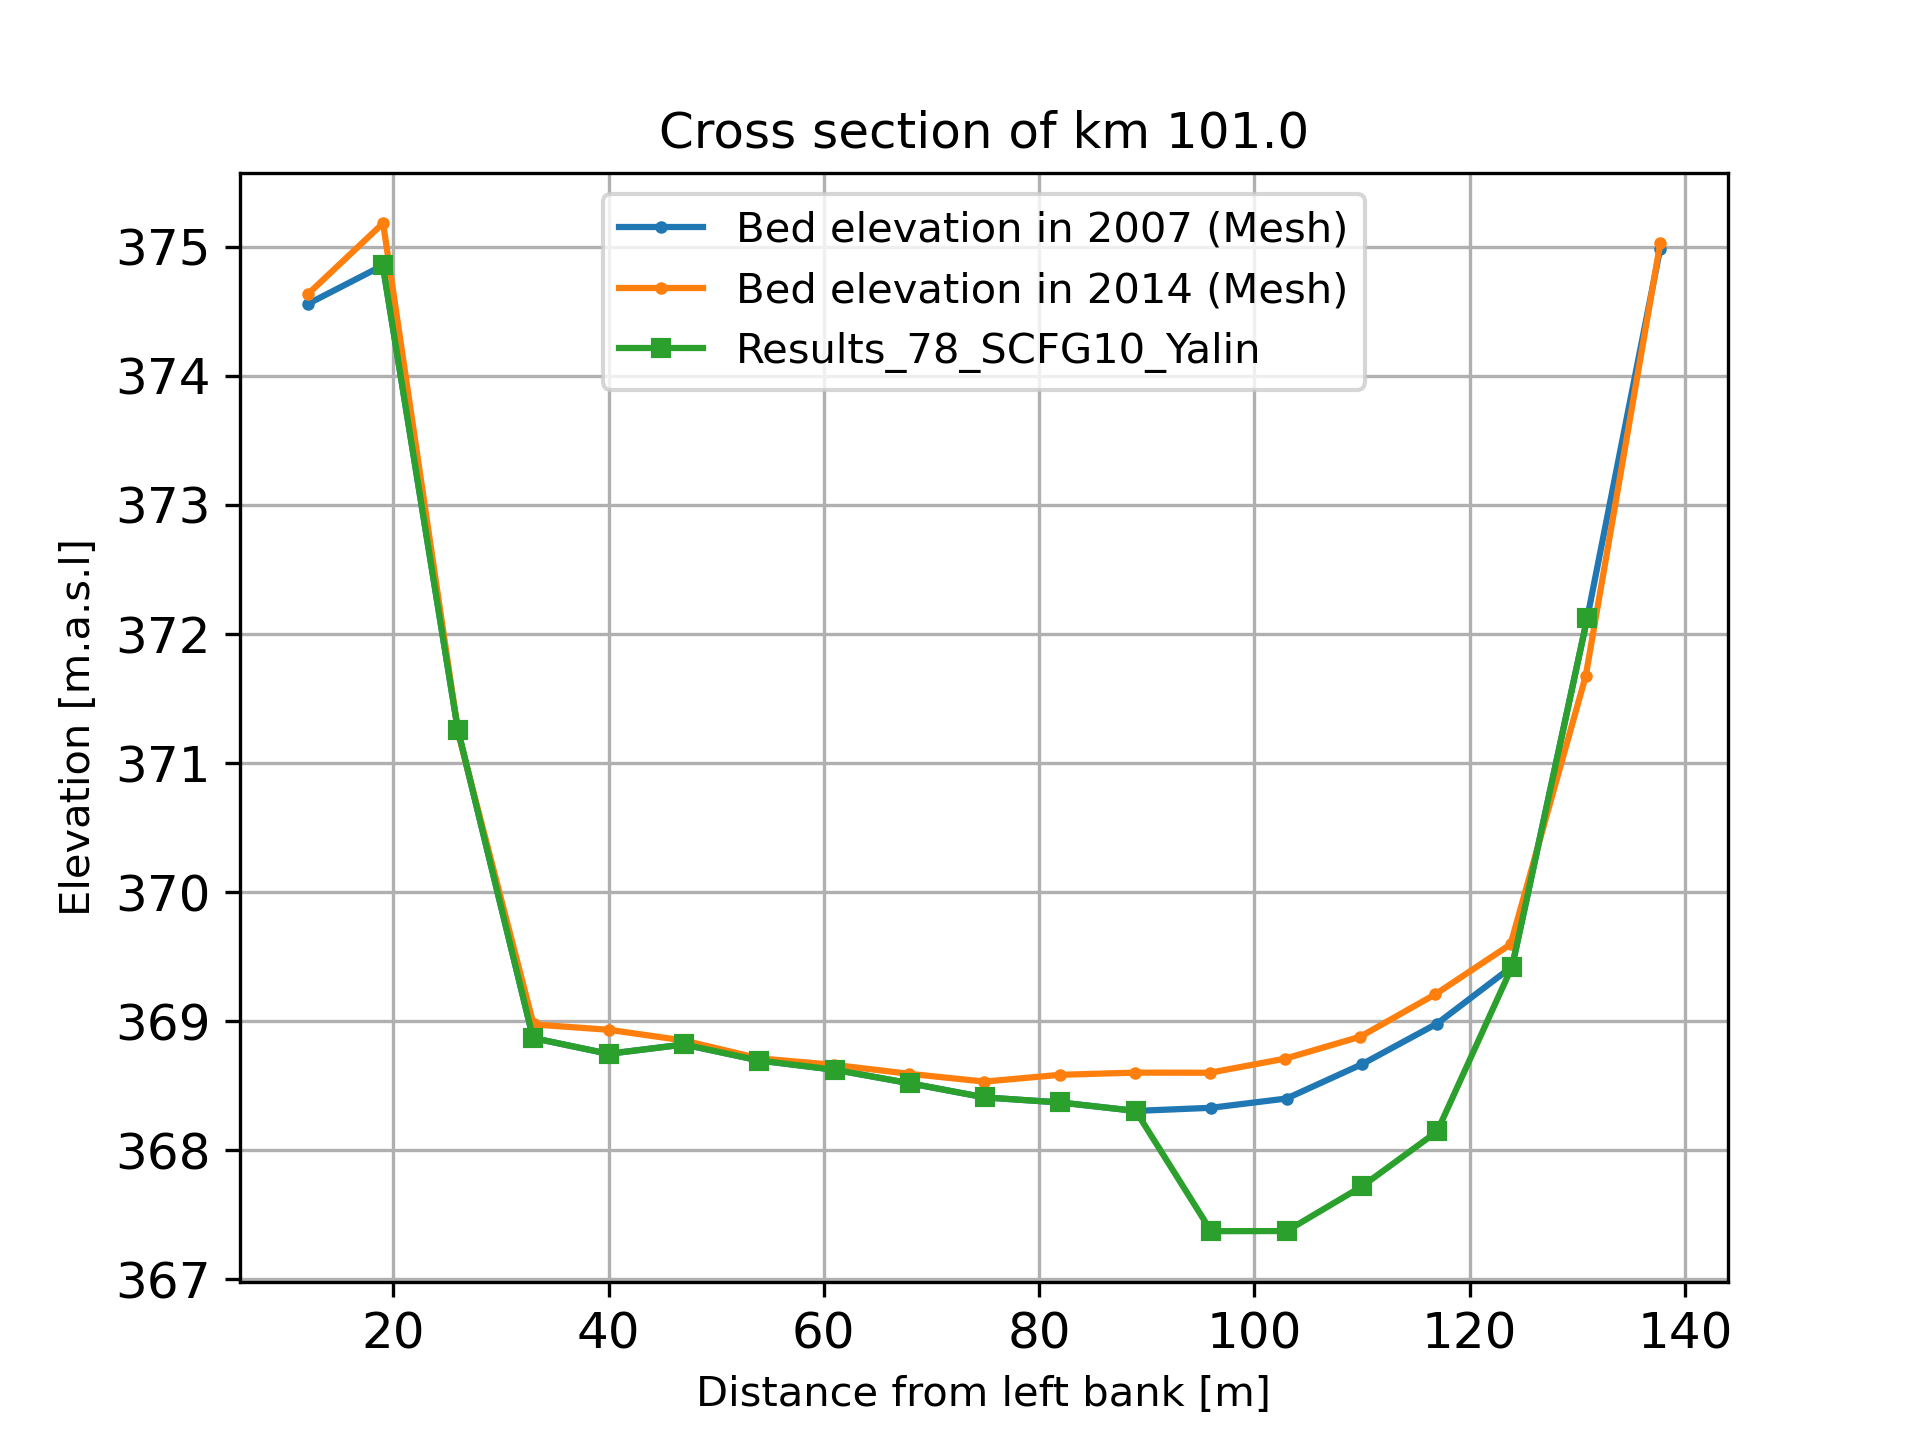 Cross section of km 101.0
Bed elevation in 2007 (Mesh)
Bed elevation in 2014 (Mesh)
Results_78_SCFG10_Yalin
375
374
373
372
371
370
369
368
367
Elevation [m.a.s.l]
20 40 60 80 100 120 140
Distance from left bank [m]